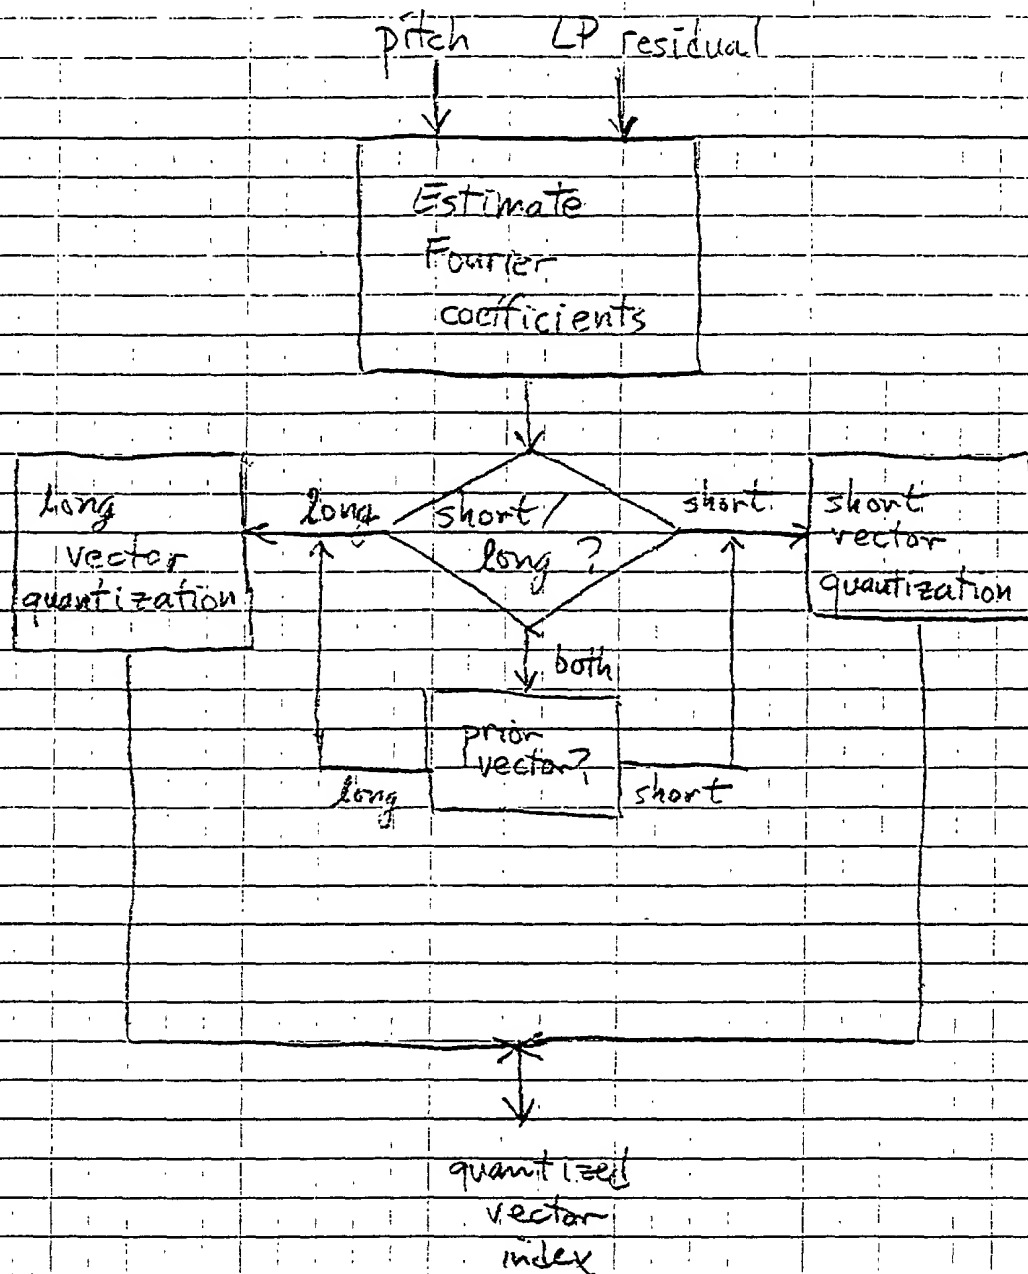 pitch LP residual
Estimate
Fourier
coefficients
long
vector
quantization
long
short/
long?
short
short
vector
quantization
both
prior
vector?
long
short
quantized
vector
index